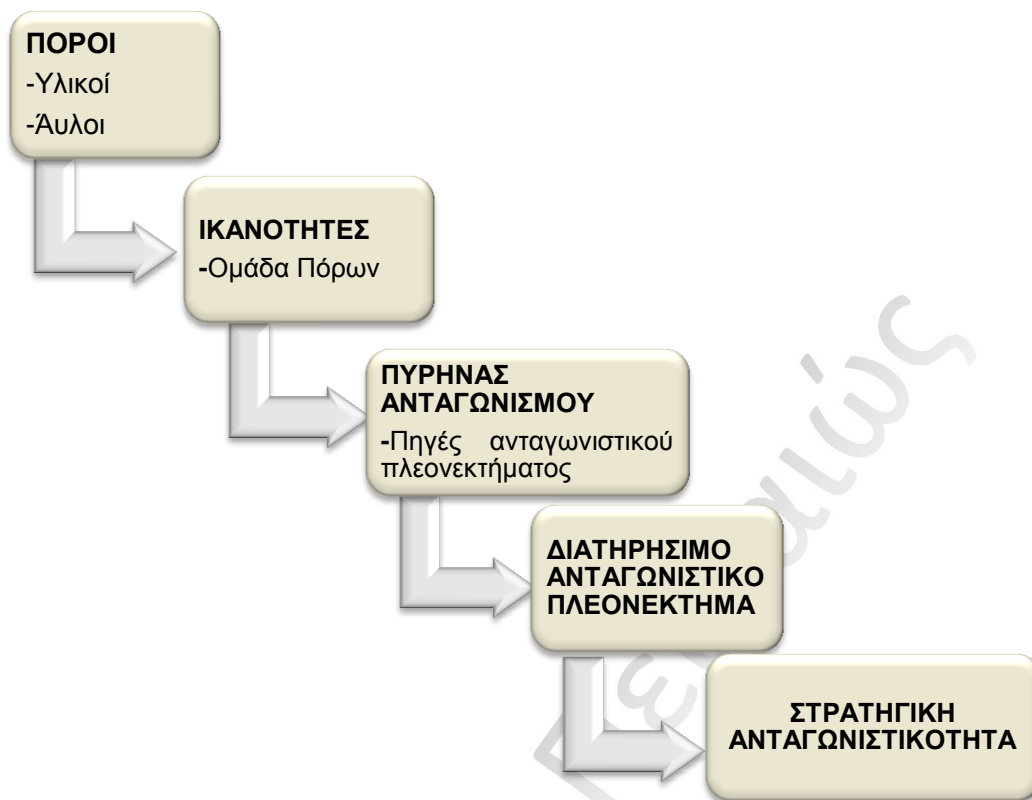 ΠΟΡΟΙ
-Υλικοί
-Άυλοι
ΙΚΑΝΟΤΗΤΕΣ
-Ομάδα Πόρων
ΠΥΡΗΝΑΣ
ΑΝΤΑΓΩΝΙΣΜΟΥ
-Πηγές ανταγωνιστικού
πλεονεκτήματος
ΔΙΑΤΗΡΗΣΙΜΟ
ΑΝΤΑΓΩΝΙΣΤΙΚΟ
ΠΛΕΟΝΕΚΤΗΜΑ
ΣΤΡΑΤΗΓΙΚΗ
ΑΝΤΑΓΩΝΙΣΤΙΚΟΤΗΤΑ